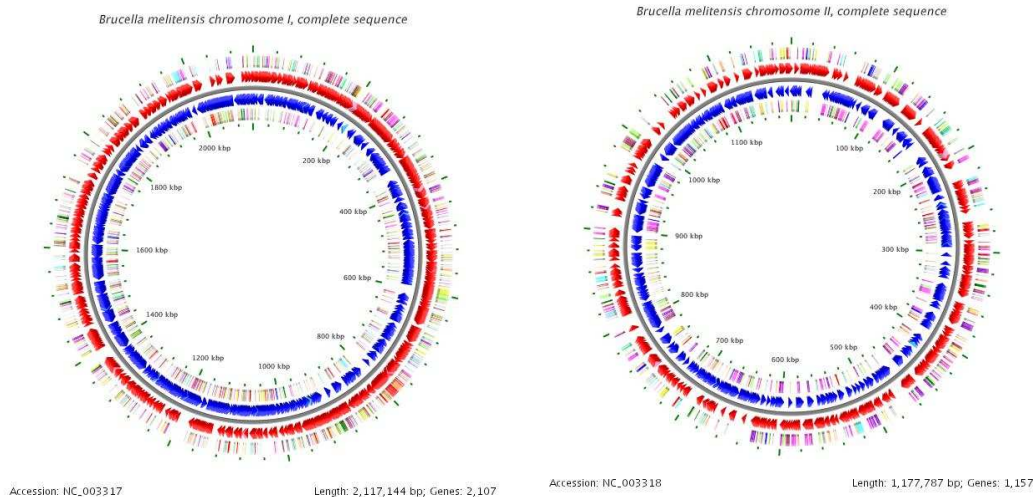 Brucella melitensis chromosome I, complete sequence
2000 kbp
200 kbp
1800 kbp
400 kbp
1600 kbp
600 kbp
1400 kbp
800 kbp
1200 kbp
1000 kbp
Accession: NC_003317
Length: 2,117,144 bp; Genes: 2,107
Brucella melitensis chromosome II, complete sequence
1100 kbp
100 kbp
1000 kbp
200 kbp
900 kbp
300 kbp
800 kbp
400 kbp
700 kbp
500 kbp
600 kbp
Accession: NC_003318
Length: 1,177,787 bp; Genes: 1,157